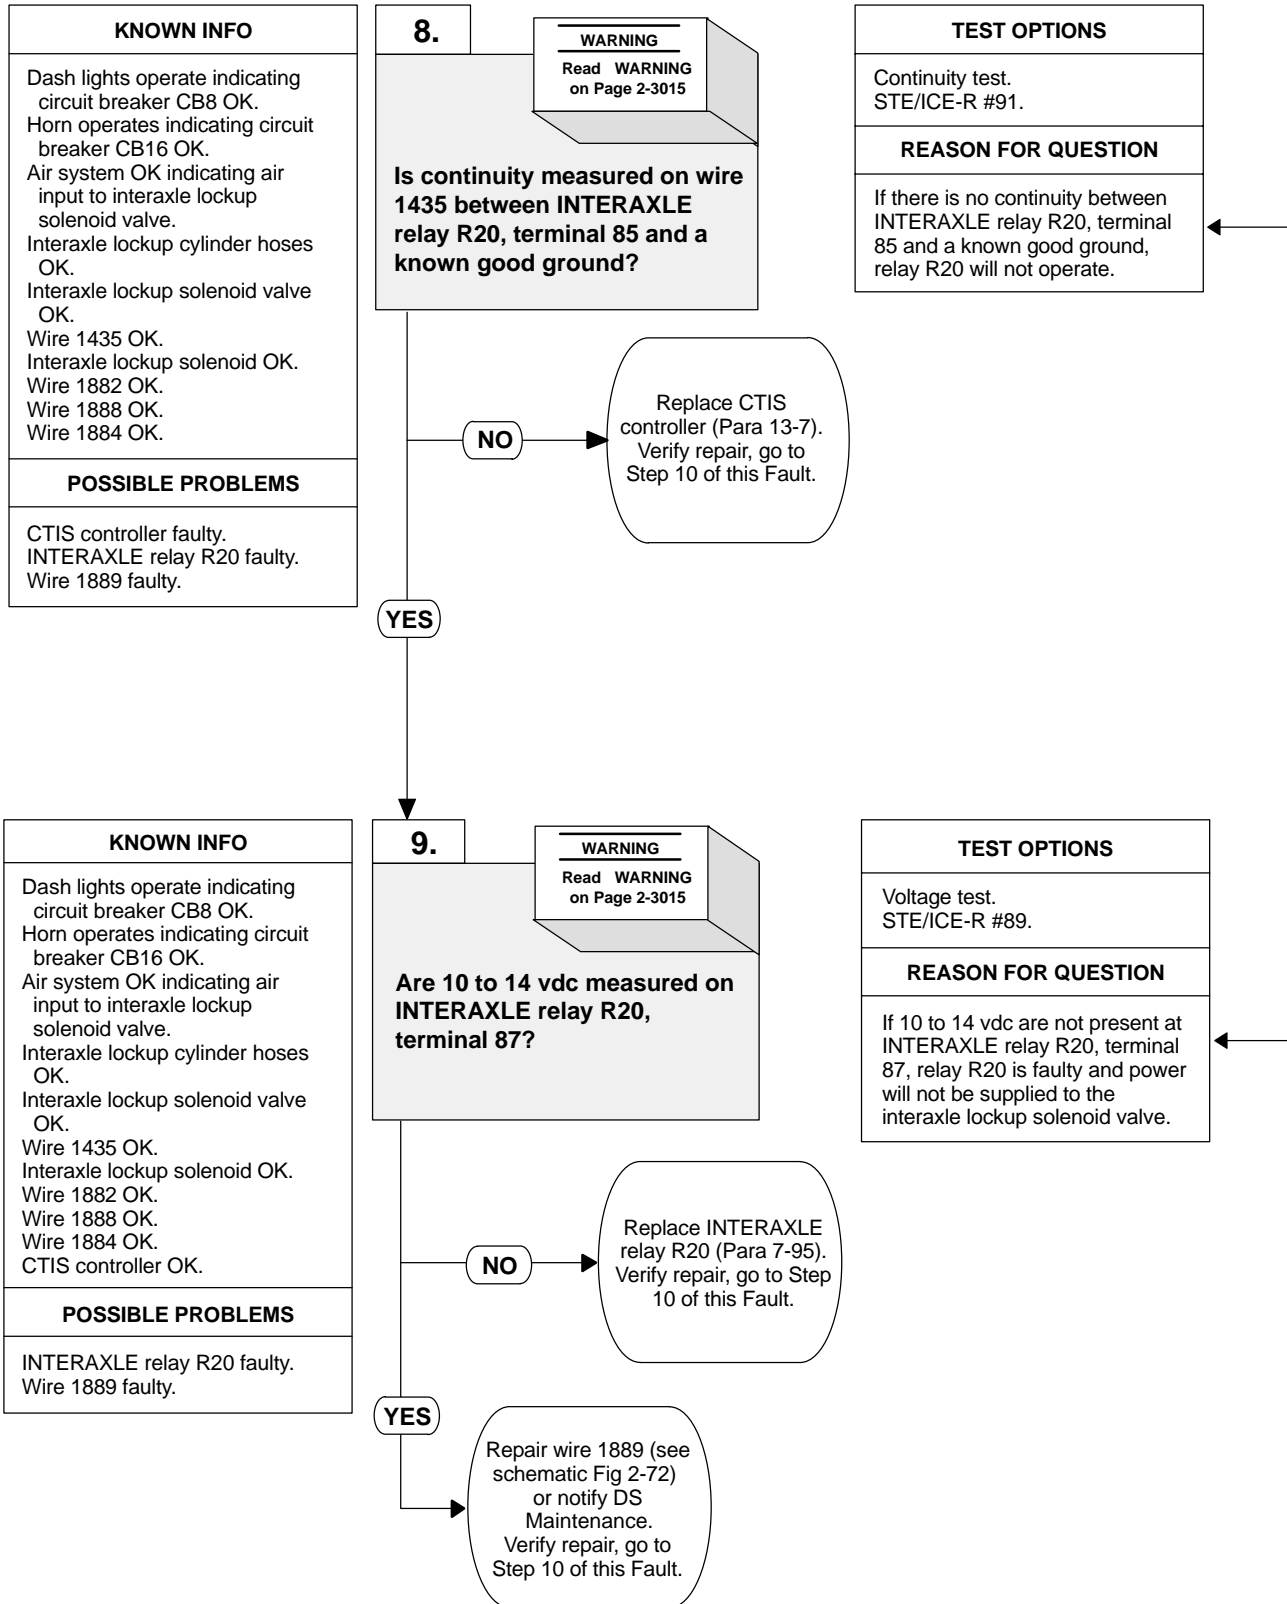 KNOWN INFO
Dash lights operate indicating
circuit breaker CB8 OK.
Horn operates indicating circuit
breaker CB16 OK.
Air system OK indicating air
input to interaxle lockup
solenoid valve.
Interaxle lockup cylinder hoses
OK.
Interaxle lockup solenoid valve
OK.
Wire 1435 OK.
Interaxle lockup solenoid OK.
Wire 1882 OK.
Wire 1888 OK.
Wire 1884 OK.
POSSIBLE PROBLEMS
CTIS controller faulty.
INTERAXLE relay R20 faulty.
Wire 1889 faulty.
8.
WARNING
Read WARNING
on Page 2-3015
Is continuity measured on wire
1435 between INTERAXLE
relay R20, terminal 85 and a
known good ground?
TEST OPTIONS
Continuity test.
STE/ICE-R #91.
REASON FOR QUESTION
If there is no continuity between
INTERAXLE relay R20, terminal
85 and a known good ground,
relay R20 will not operate.
NO
Replace CTIS
controller (Para 13-7).
Verify repair, go to
Step 10 of this Fault.
YES
KNOWN INFO
Dash lights operate indicating
circuit breaker CB8 OK.
Horn operates indicating circuit
breaker CB16 OK.
Air system OK indicating air
input to interaxle lockup
solenoid valve.
Interaxle lockup cylinder hoses
OK.
Interaxle lockup solenoid valve
OK.
Wire 1435 OK.
Interaxle lockup solenoid OK.
Wire 1882 OK.
Wire 1888 OK.
Wire 1884 OK.
CTIS controller OK.
POSSIBLE PROBLEMS
INTERAXLE relay R20 faulty.
Wire 1889 faulty.
9.
WARNING
Read WARNING
on Page 2-3015
Are 10 to 14 vdc measured on
INTERAXLE relay R20,
terminal 87?
TEST OPTIONS
Voltage test.
STE/ICE-R #89.
REASON FOR QUESTION
If 10 to 14 vdc are not present at
INTERAXLE relay R20, terminal
87, relay R20 is faulty and power
will not be supplied to the
interaxle lockup solenoid valve.
NO
Replace INTERAXLE
relay R20 (Para 7-95).
Verify repair, go to Step
10 of this Fault.
YES
Repair wire 1889 (see
schematic Fig 2-72)
or notify DS
Maintenance.
Verify repair, go to
Step 10 of this Fault.